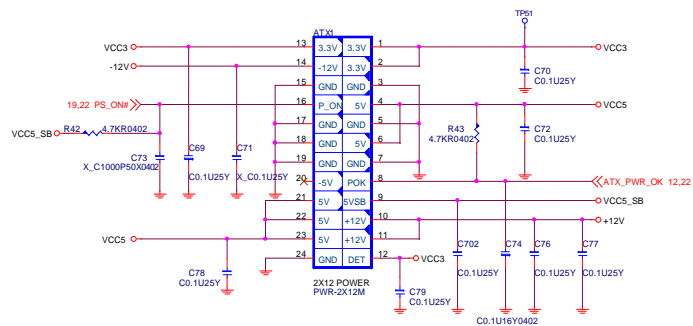 TP51
ATX1
VCC3 13 3.3V 3.3V 1 VCC3
-12V 14 -12V 3.3V 2
C70
C0.1U25Y
15 GND GND 3
19,22 PS_ON# 16 P_ON 5V 4 VCC5
17 GND GND 5
VCC5_SB R42 4.7KR0402
R43
4.7KR0402
C72
C0.1U25Y
18 GND 5V 6
C73
X_C1000P50X0402
C69
C0.1U25Y
C71
X_C0.1U25Y
19 GND GND 7
20 -5V POK 8 ATX_PWR_OK 12,22
21 5V 5VSB 9 VCC5_SB
22 5V +12V 10 +12V
VCC5 23 5V +12V 11
24 GND DET 12 VCC3
C702
C0.1U25Y
C74
C0.1U16Y0402
C76
C0.1U25Y
C77
C0.1U25Y
C78
C0.1U25Y
2X12 POWER
PWR-2X12M
C79
C0.1U25Y